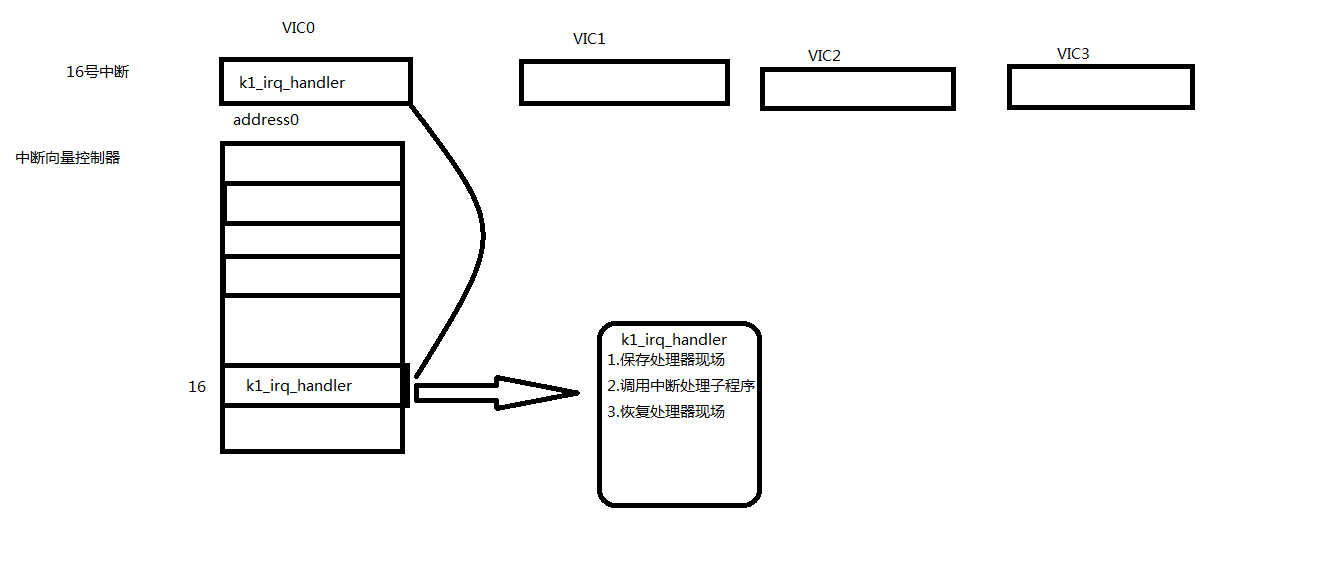 VIC0
VIC1
VIC2
VIC3
16号中断
k1_irq_handler
address0
中断向量控制器
16
k1_irq_handler
k1_irq_handler
1.保存处理器现场
2.调用中断处理子程序
3.恢复处理器现场